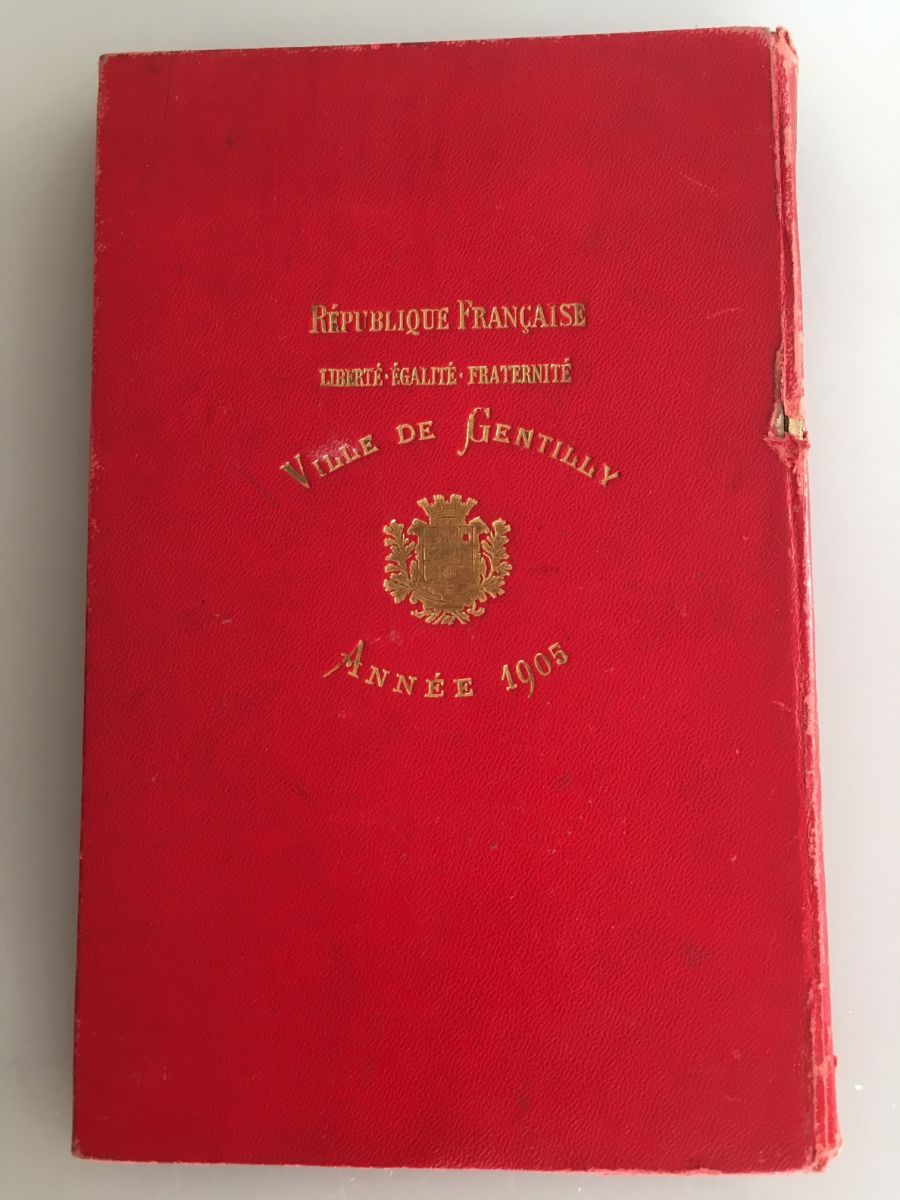 RÉPUBLIQUE FRANÇAISE
LIBERTÉ · ÉGALITÉ · FRATERNITÉ
VILLE DE GENTILLY
ANNÉE 1905